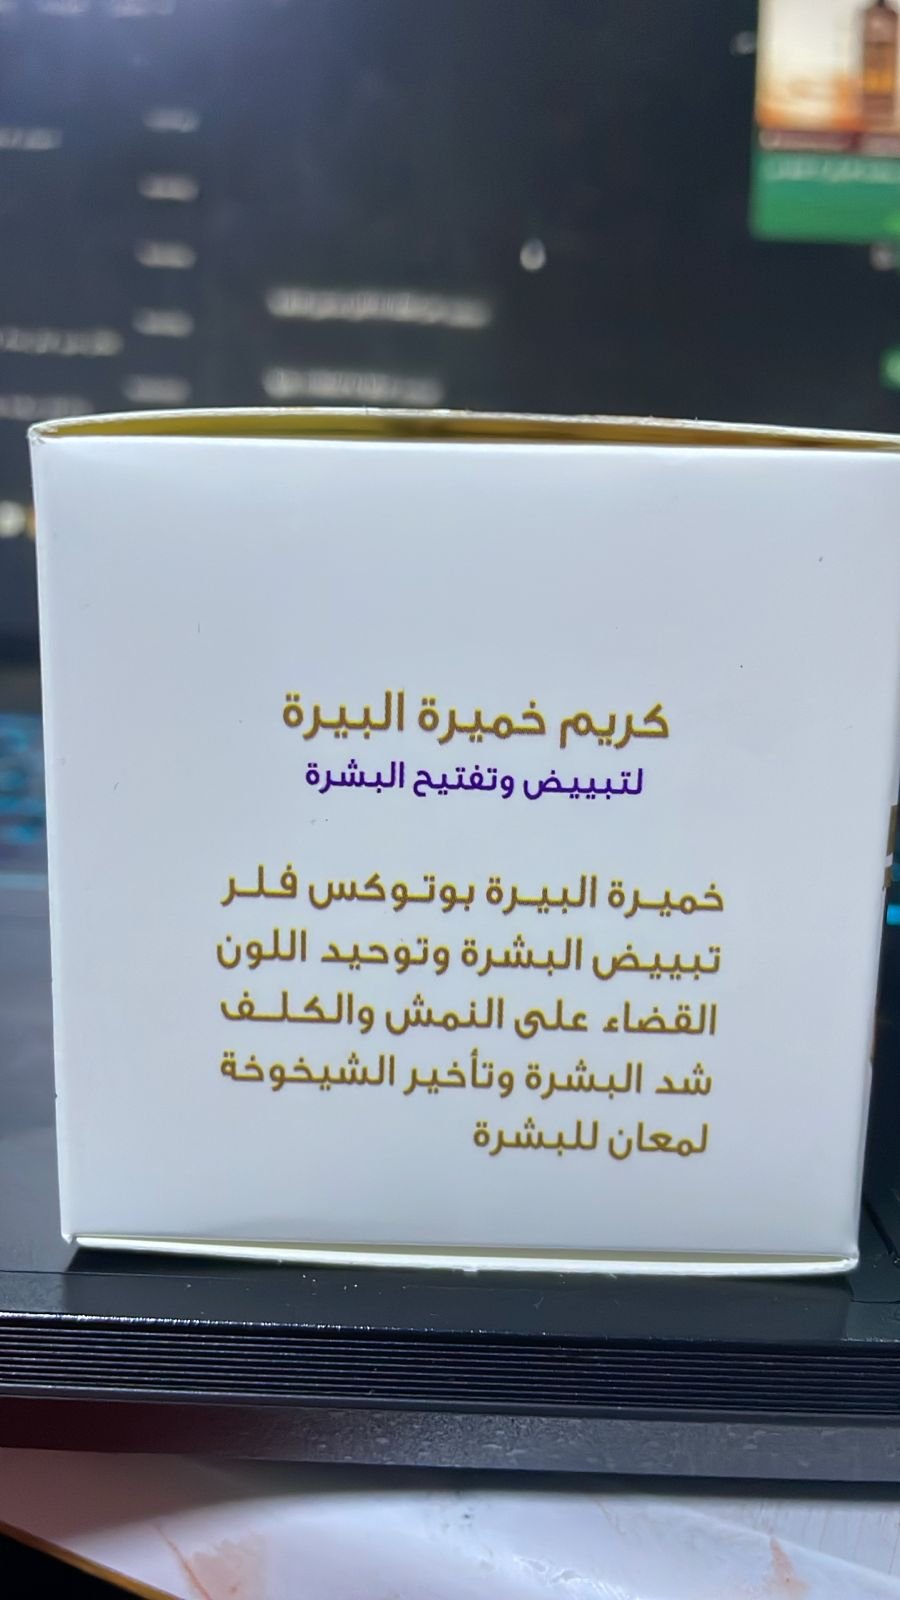 كريم خميرة البيرة
لتبييض وتفتيح البشرة
خميرة البيرة بوتوكس فلر
تبييض البشرة وتوحيد اللون
القضاء على النمش والكلف
شد البشرة وتأخير الشيخوخة
لمعان للبشرة